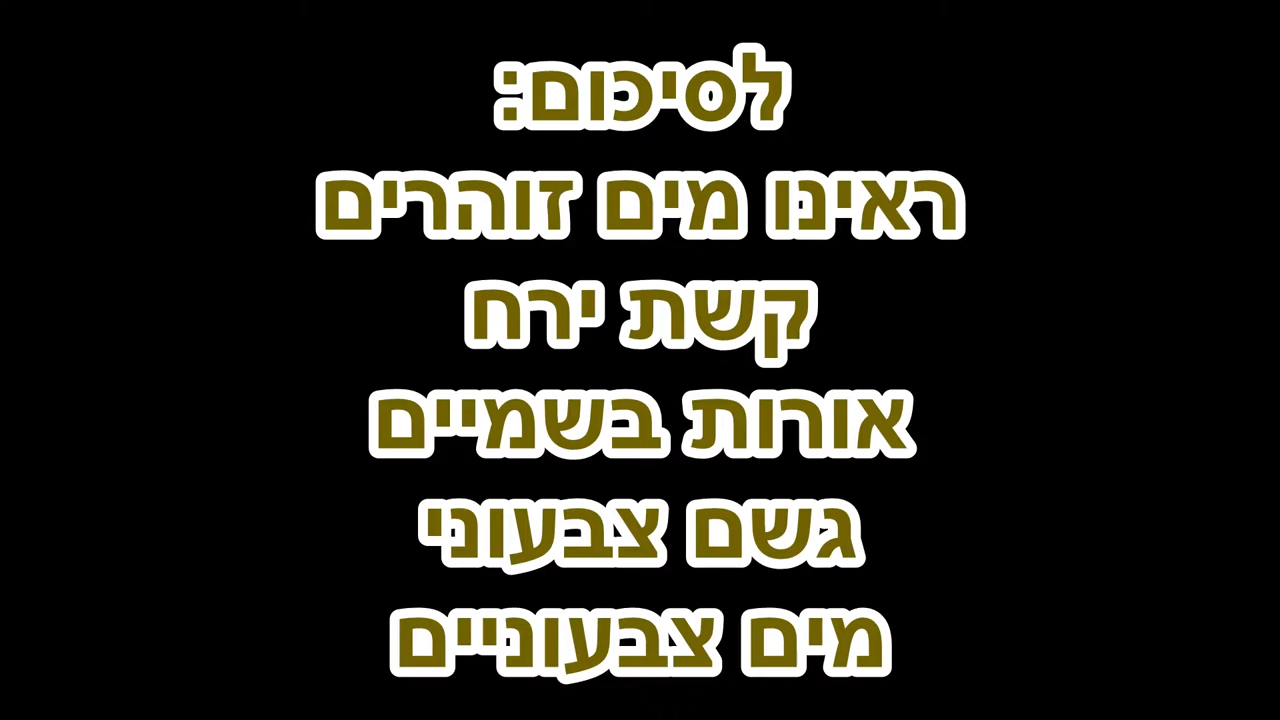 לסיכום:
ראינו מים זוהרים
קשת ירח
אורות בשמיים
גשם צבעוני
מים צבעוניים